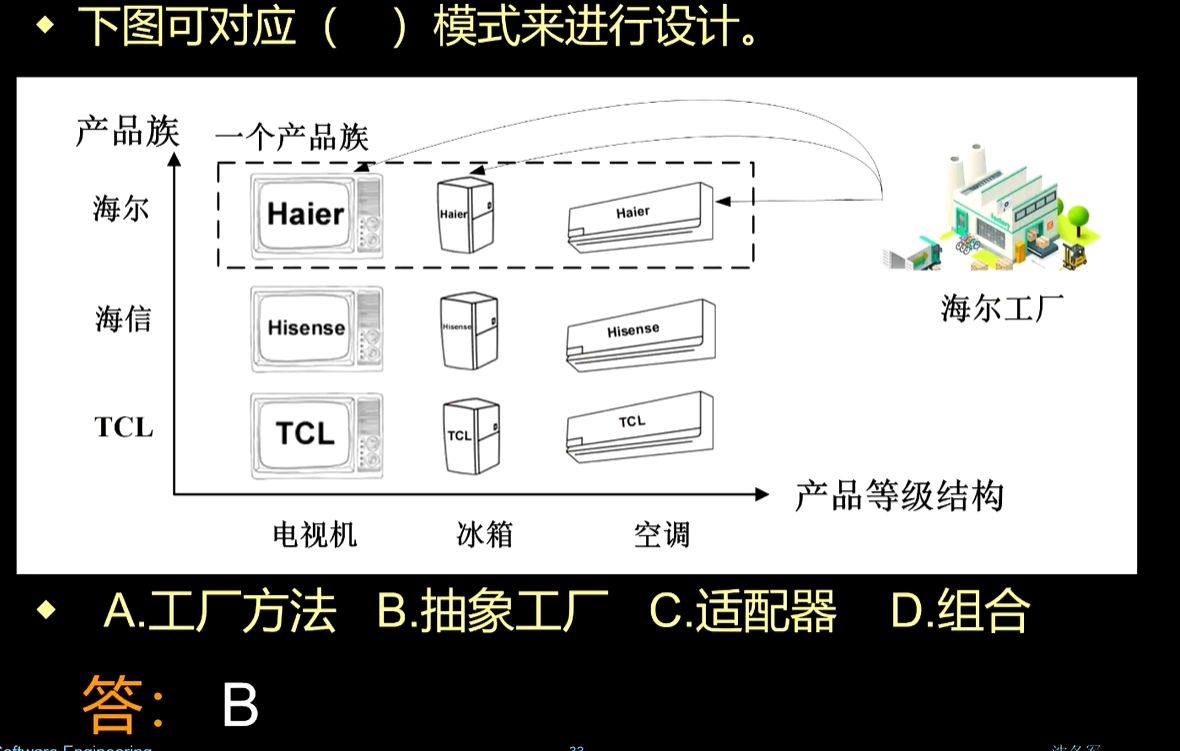 ◆ 下图可对应（ ）模式来进行设计。
产品族
一个产品族
海尔
Haier
Haier
Haier
海尔工厂
海信
Hisense
Hisense
Hisense
TCL
TCL
TCL
TCL
产品等级结构
电视机 冰箱 空调
◆ A.工厂方法 B.抽象工厂 C.适配器 D.组合
答： B
Software Engineering
33